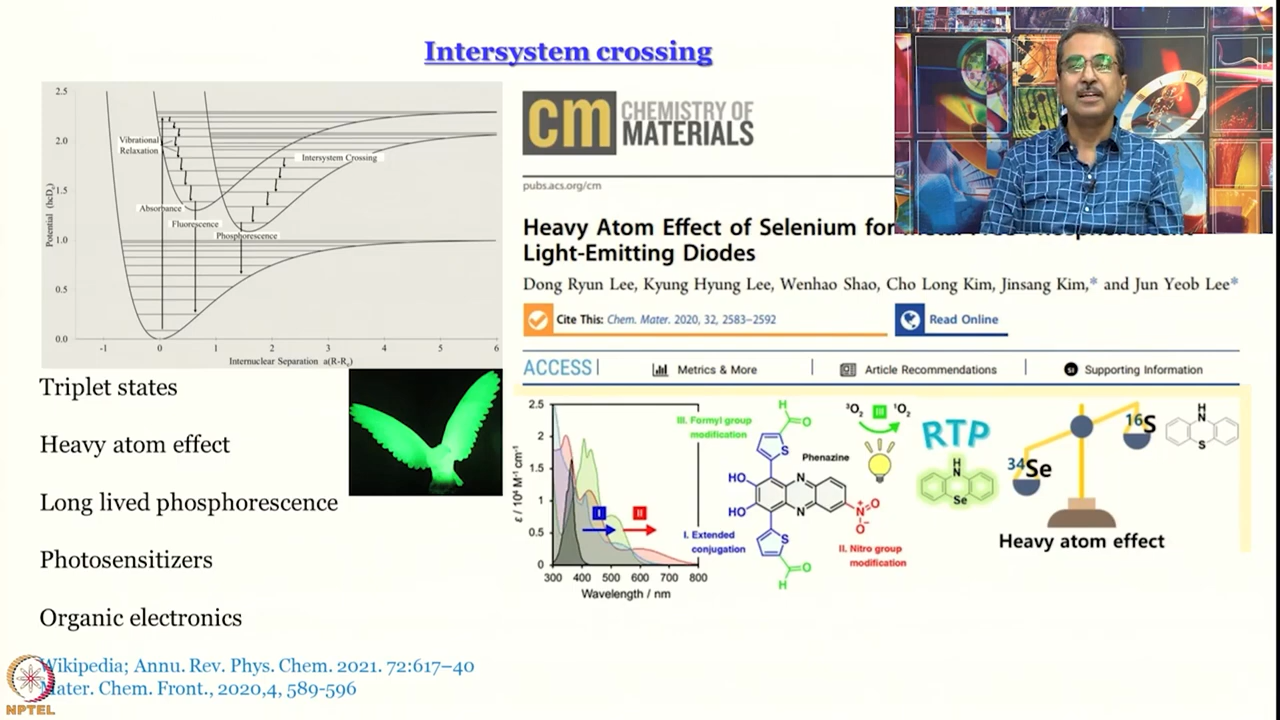 Intersystem crossing
2.5
2.0
1.5
1.0
0.5
0.0
Potential (hcDe)
-1 0 1 2 3 4 5 6
Internuclear Separation a(R-Re)
Vibrational
Relaxation
Intersystem Crossing
Absorbance
Fluorescence
Phosphorescence
cm CHEMISTRY OF
MATERIALS
pubs.acs.org/cm
Heavy Atom Effect of Selenium for
Light-Emitting Diodes
Dong Ryun Lee, Kyung Hyung Lee, Wenhao Shao, Cho Long Kim, Jinsang Kim,* and Jun Yeob Lee*
Cite This: Chem. Mater. 2020, 32, 2583–2592
Read Online
ACCESS
Metrics & More
Article Recommendations
SI
Supporting Information
Triplet states
Heavy atom effect
Long lived phosphorescence
Photosensitizers
Organic electronics
2.5
2
1.5
1
0.5
0
ε / 10⁴ M⁻¹ cm⁻¹
300 400 500 600 700 800
Wavelength / nm
I
II
III. Formyl group
modification
H
O
S
Phenazine
HO
HO
N
N
N
O
O⁻
S
O
H
I. Extended
conjugation
II. Nitro group
modification
³O₂ III ¹O₂
RTP
H
N
Se
³⁴Se
¹⁶S
H
N
S
Heavy atom effect
Wikipedia; Annu. Rev. Phys. Chem. 2021. 72:617–40
Mater. Chem. Front., 2020,4, 589-596
NPTEL